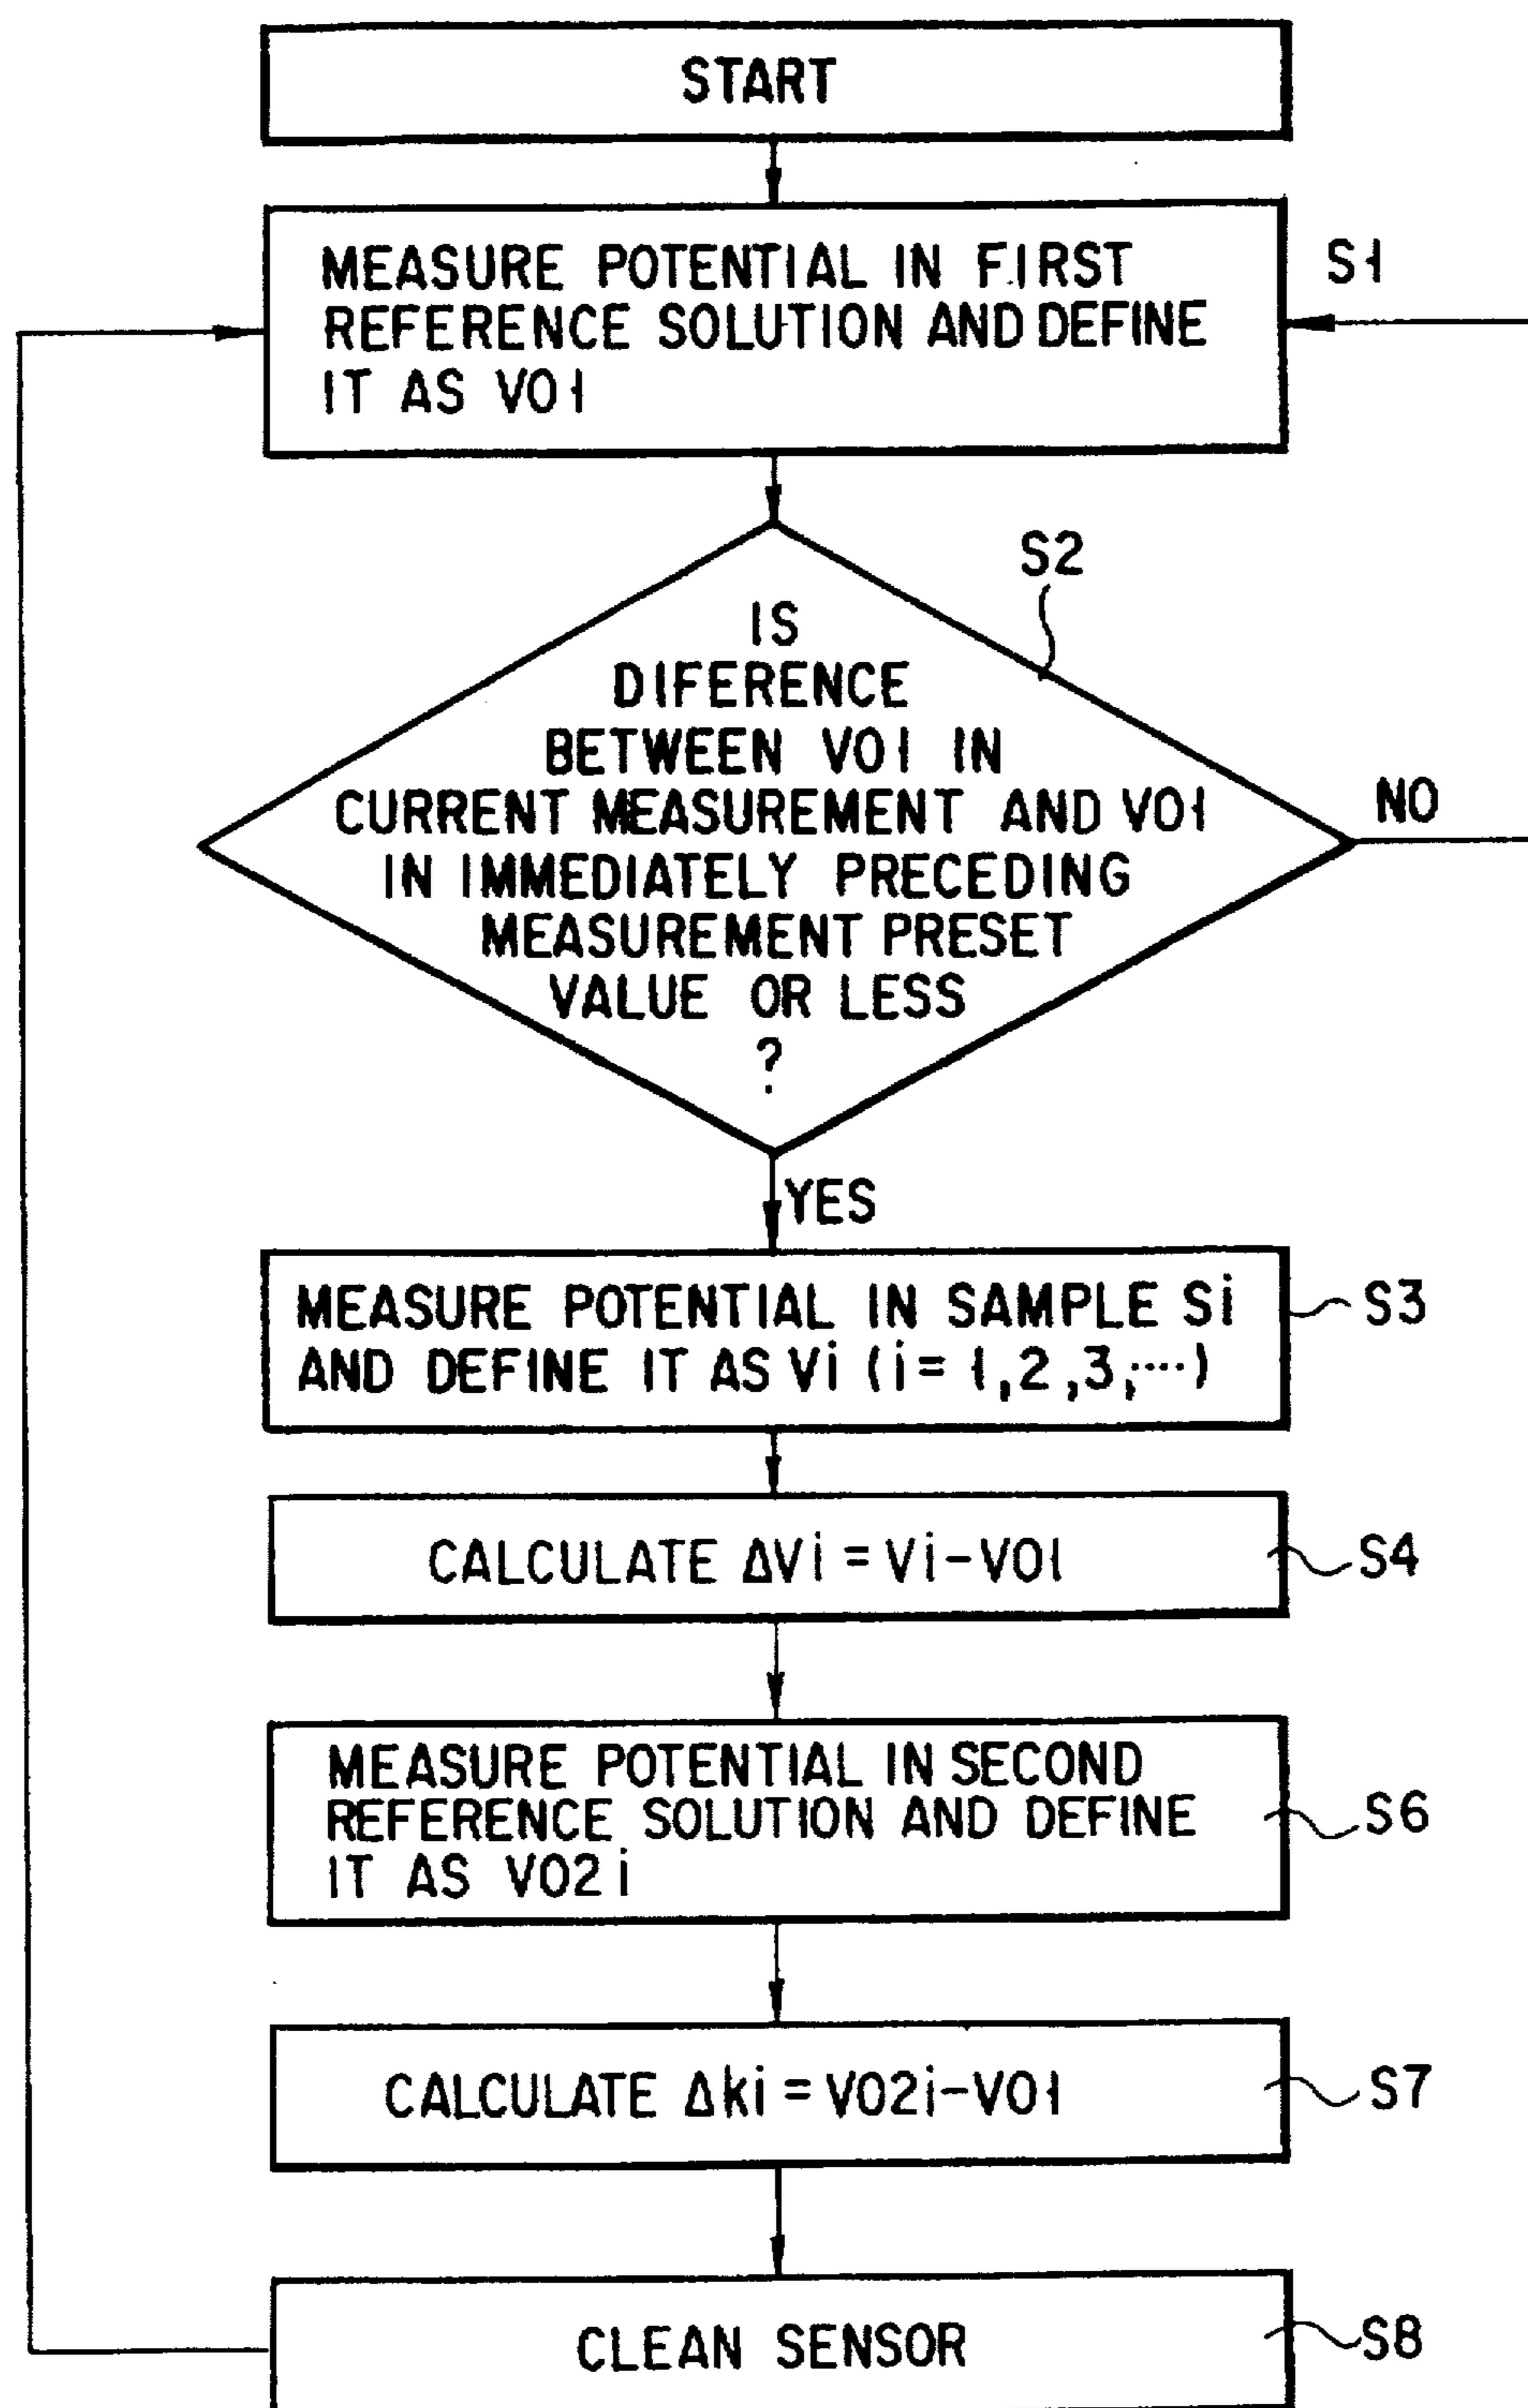 START
MEASURE POTENTIAL IN FIRST
REFERENCE SOLUTION AND DEFINE
IT AS V01
S1
S2
IS
DIFERENCE
BETWEEN V01 IN
CURRENT MEASUREMENT AND V01
IN IMMEDIATELY PRECEDING
MEASUREMENT PRESET
VALUE OR LESS
?
NO
YES
MEASURE POTENTIAL IN SAMPLE Si
AND DEFINE IT AS Vi (i= 1,2,3,····)
S3
CALCULATE ΔVi = Vi-V01
S4
MEASURE POTENTIAL IN SECOND
REFERENCE SOLUTION AND DEFINE
IT AS V02i
S6
CALCULATE Δki = V02i-V01
S7
CLEAN SENSOR
S8